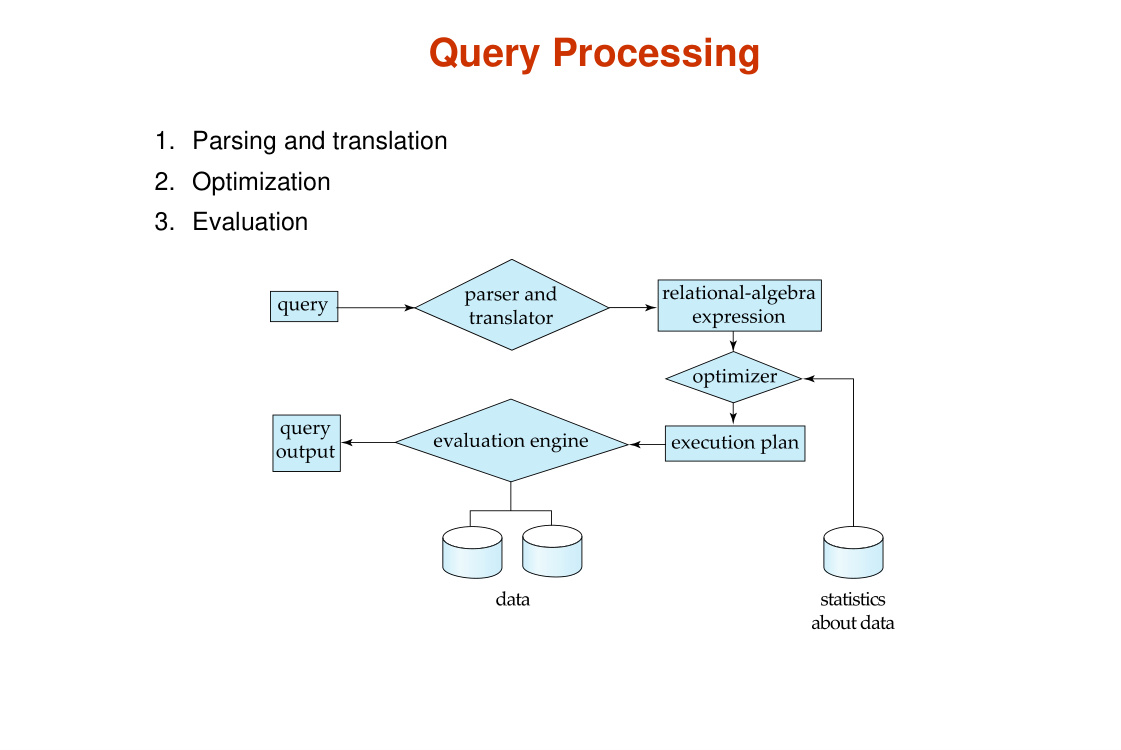 Query Processing
1. Parsing and translation
2. Optimization
3. Evaluation
query
parser and
translator
relational-algebra
expression
optimizer
query
output
evaluation engine
execution plan
data
statistics
about data